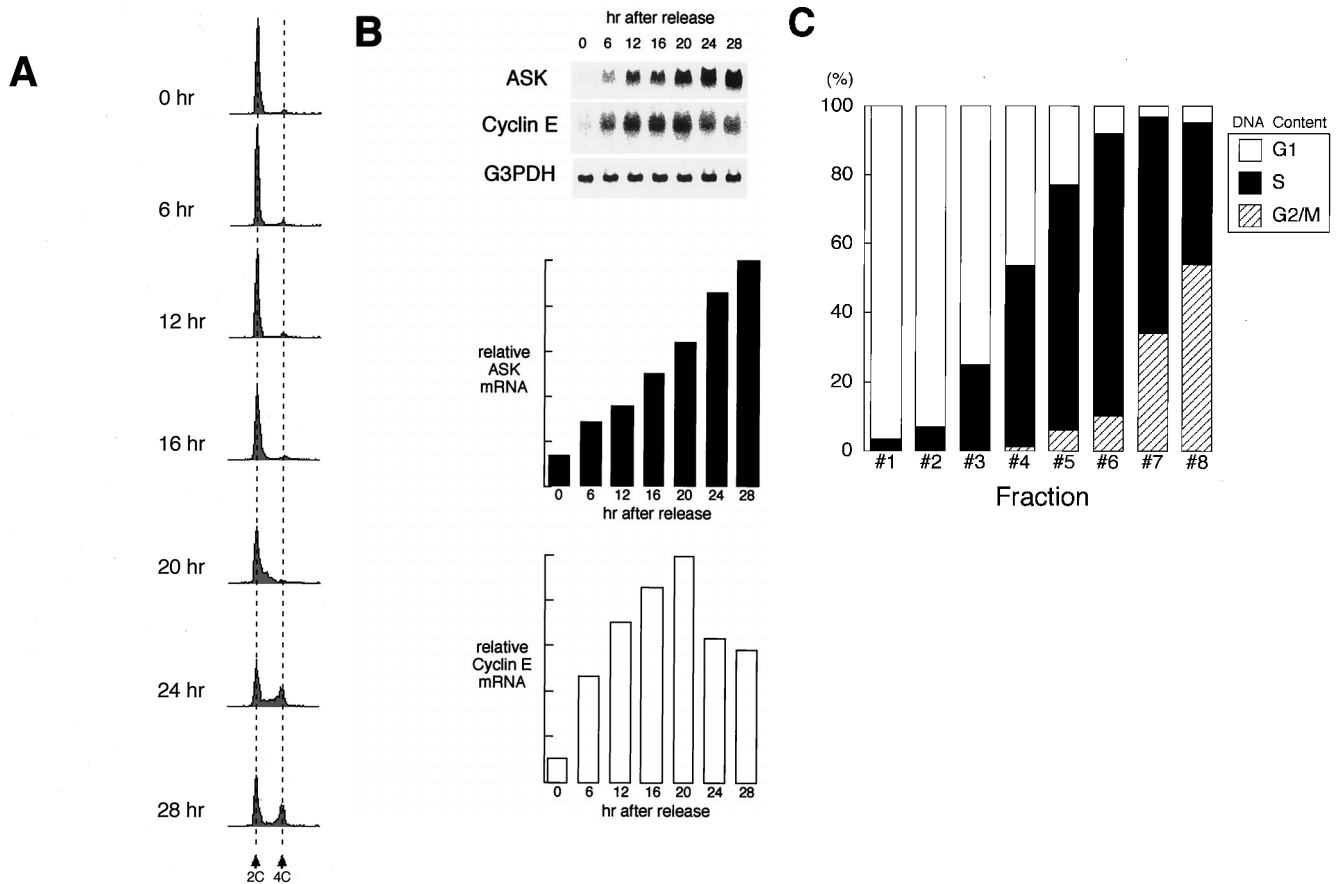 A
0 hr
6 hr
12 hr
16 hr
20 hr
24 hr
28 hr
2C 4C
B
hr after release
0 6 12 16 20 24 28
ASK
Cyclin E
G3PDH
relative
ASK
mRNA
0 6 12 16 20 24 28
hr after release
relative
Cyclin E
mRNA
0 6 12 16 20 24 28
hr after release
C
(%)
100
80
60
40
20
0
#1 #2 #3 #4 #5 #6 #7 #8
Fraction
DNA Content
G1
S
G2/M